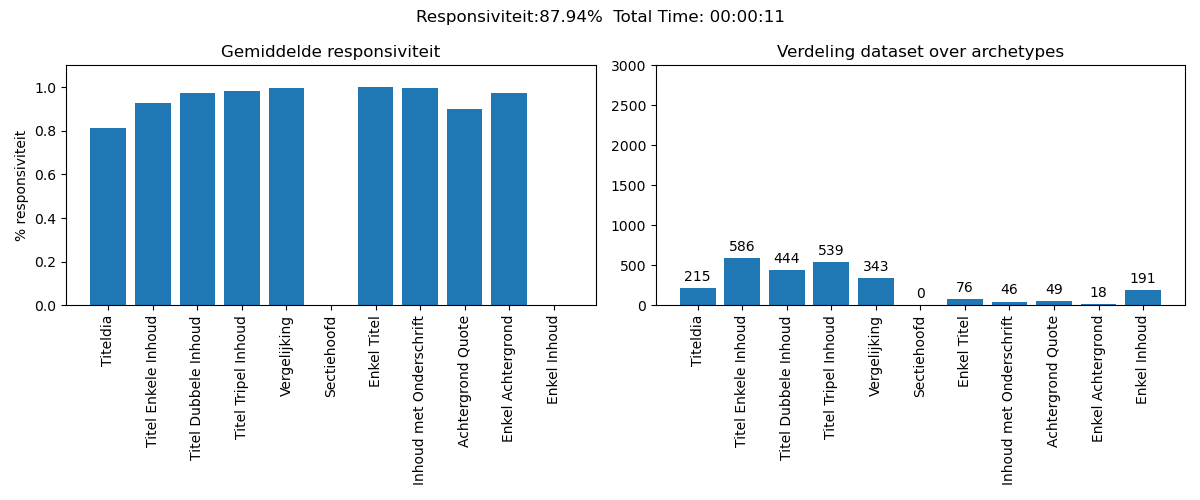 Responsiviteit:87.94%  Total Time: 00:00:11
Gemiddelde responsiviteit
% responsiviteit
1.0
0.8
0.6
0.4
0.2
0.0
Titeldia
Titel Enkele Inhoud
Titel Dubbele Inhoud
Titel Tripel Inhoud
Vergelijking
Sectiehoofd
Enkel Titel
Inhoud met Onderschrift
Achtergrond Quote
Enkel Achtergrond
Enkel Inhoud
Verdeling dataset over archetypes
3000
2500
2000
1500
1000
500
0
215
586
444
539
343
0
76
46
49
18
191
Titeldia
Titel Enkele Inhoud
Titel Dubbele Inhoud
Titel Tripel Inhoud
Vergelijking
Sectiehoofd
Enkel Titel
Inhoud met Onderschrift
Achtergrond Quote
Enkel Achtergrond
Enkel Inhoud